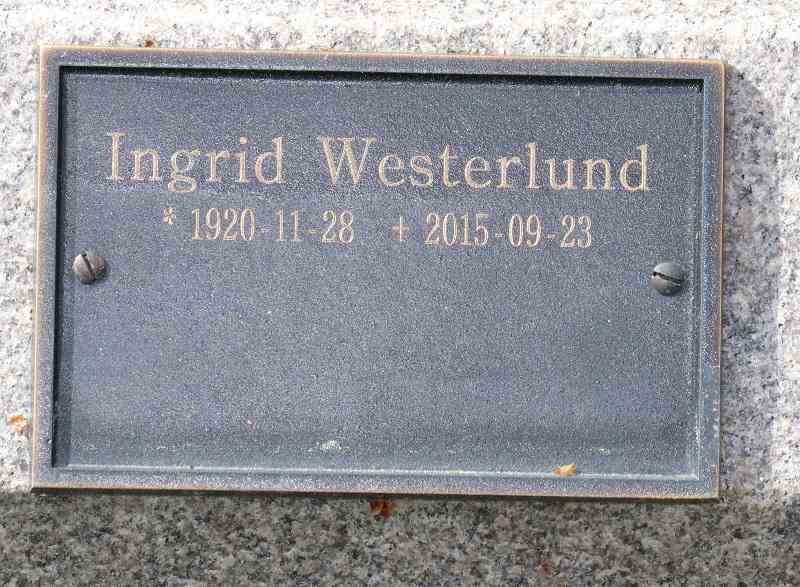 Ingrid Westerlund
* 1920-11-28 + 2015-09-23